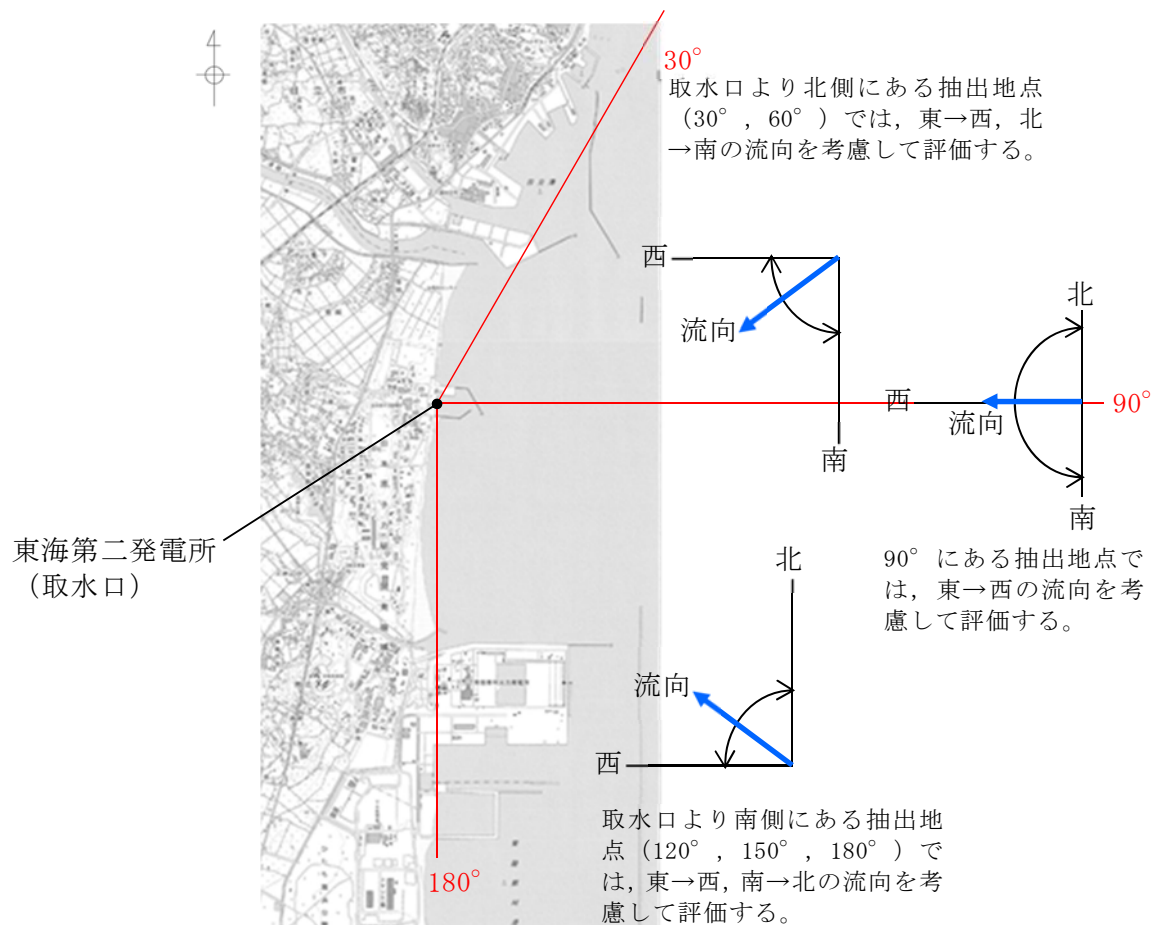 4
30°
取水口より北側にある抽出地点
（30°，60°）では，東→西，北
→南の流向を考慮して評価する。
西
流向
南
北
西
流向
90°
南
90°にある抽出地点で
は，東→西の流向を考
慮して評価する。
東海第二発電所
（取水口）
北
流向
西
180°
取水口より南側にある抽出地
点（120°，150°，180°）で
は，東→西，南→北の流向を考
慮して評価する。